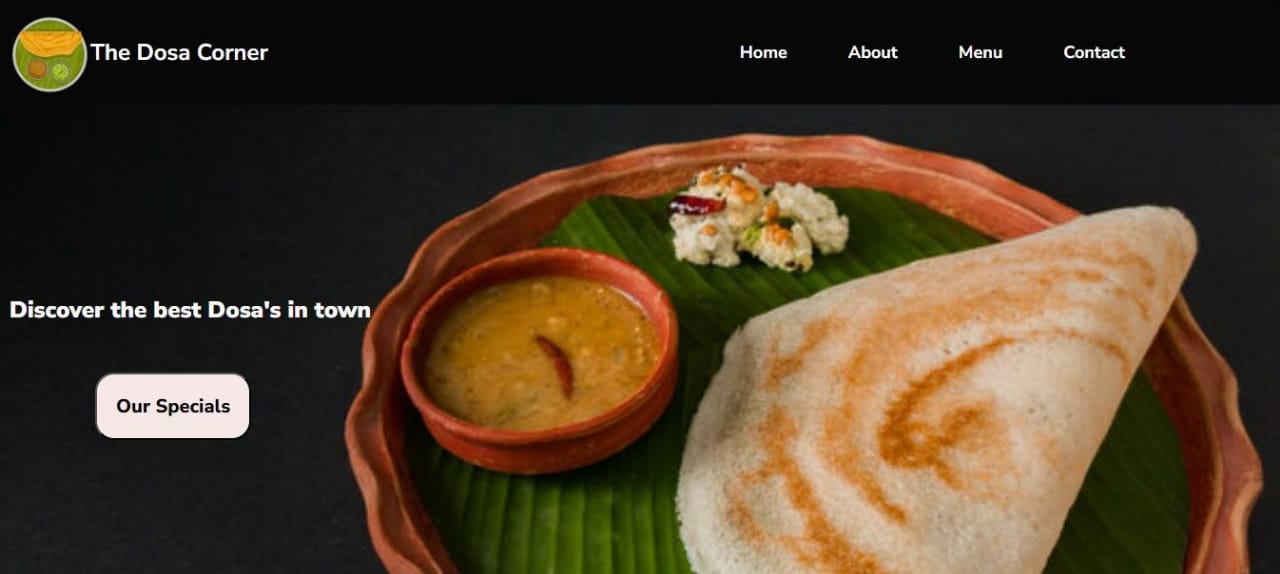 The Dosa Corner
Home About Menu Contact
Discover the best Dosa's in town
Our Specials